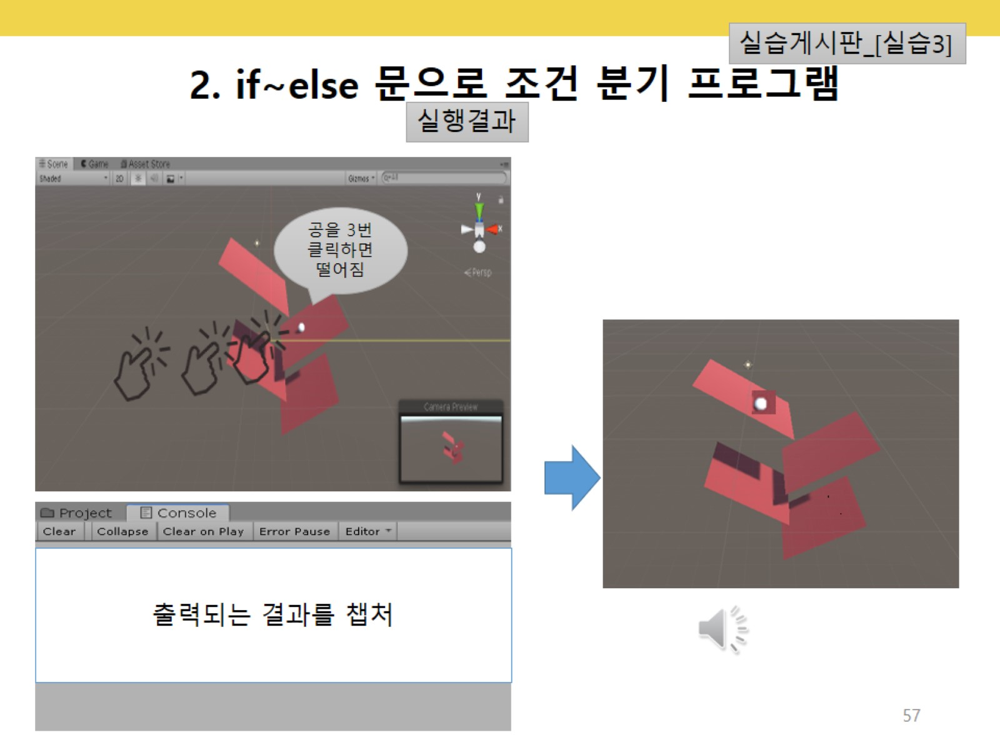 실습게시판_[실습3]
2. if~else 문으로 조건 분기 프로그램
실행결과
Scene Game Asset Store
Shaded 2D Gizmos
y
x
Persp
공을 3번
클릭하면
떨어짐
Camera Preview
Project Console
Clear Collapse Clear on Play Error Pause Editor
출력되는 결과를 챕처
57